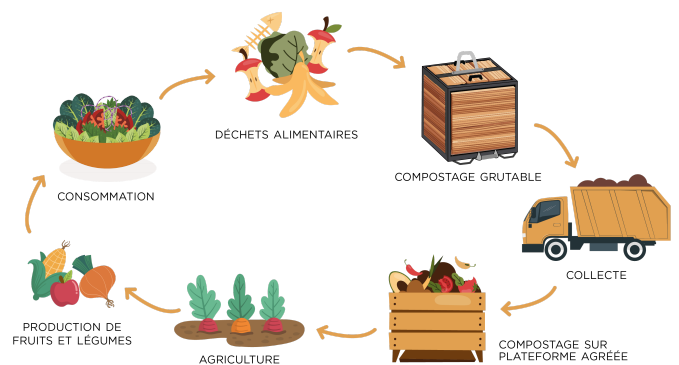 DÉCHETS ALIMENTAIRES
COMPOSTAGE GRUTABLE
COLLECTE
COMPOSTAGE SUR
PLATEFORME AGRÉÉE
AGRICULTURE
PRODUCTION DE
FRUITS ET LÉGUMES
CONSOMMATION